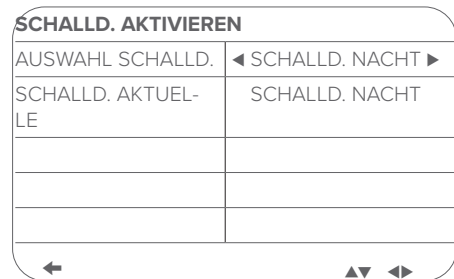 SCHALLD. AKTIVIEREN
AUSWAHL SCHALLD. ◀ SCHALLD. NACHT ▶
SCHALLD. AKTUEL- SCHALLD. NACHT
LE